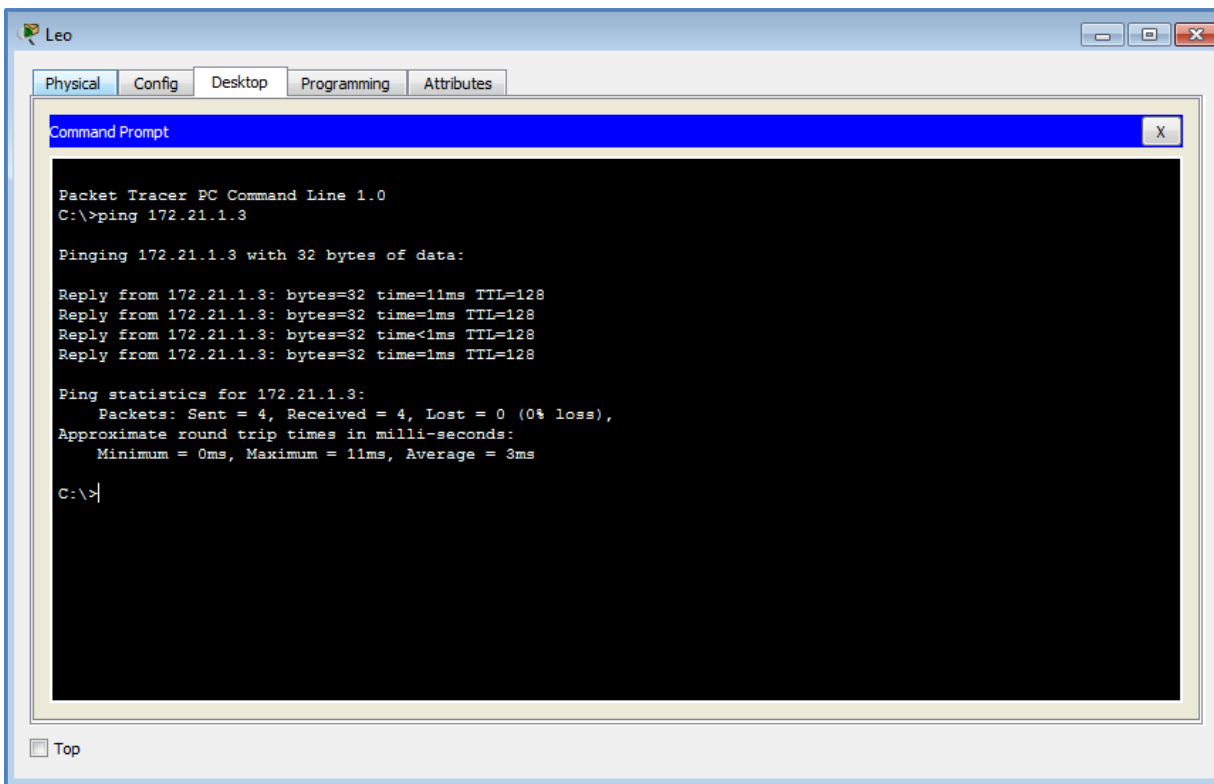 Leo
Physical Config Desktop Programming Attributes
Command Prompt X
Packet Tracer PC Command Line 1.0
C:\>ping 172.21.1.3
Pinging 172.21.1.3 with 32 bytes of data:
Reply from 172.21.1.3: bytes=32 time=11ms TTL=128
Reply from 172.21.1.3: bytes=32 time=1ms TTL=128
Reply from 172.21.1.3: bytes=32 time<1ms TTL=128
Reply from 172.21.1.3: bytes=32 time=1ms TTL=128
Ping statistics for 172.21.1.3:
Packets: Sent = 4, Received = 4, Lost = 0 (0% loss),
Approximate round trip times in milli-seconds:
Minimum = 0ms, Maximum = 11ms, Average = 3ms
C:\>
Top